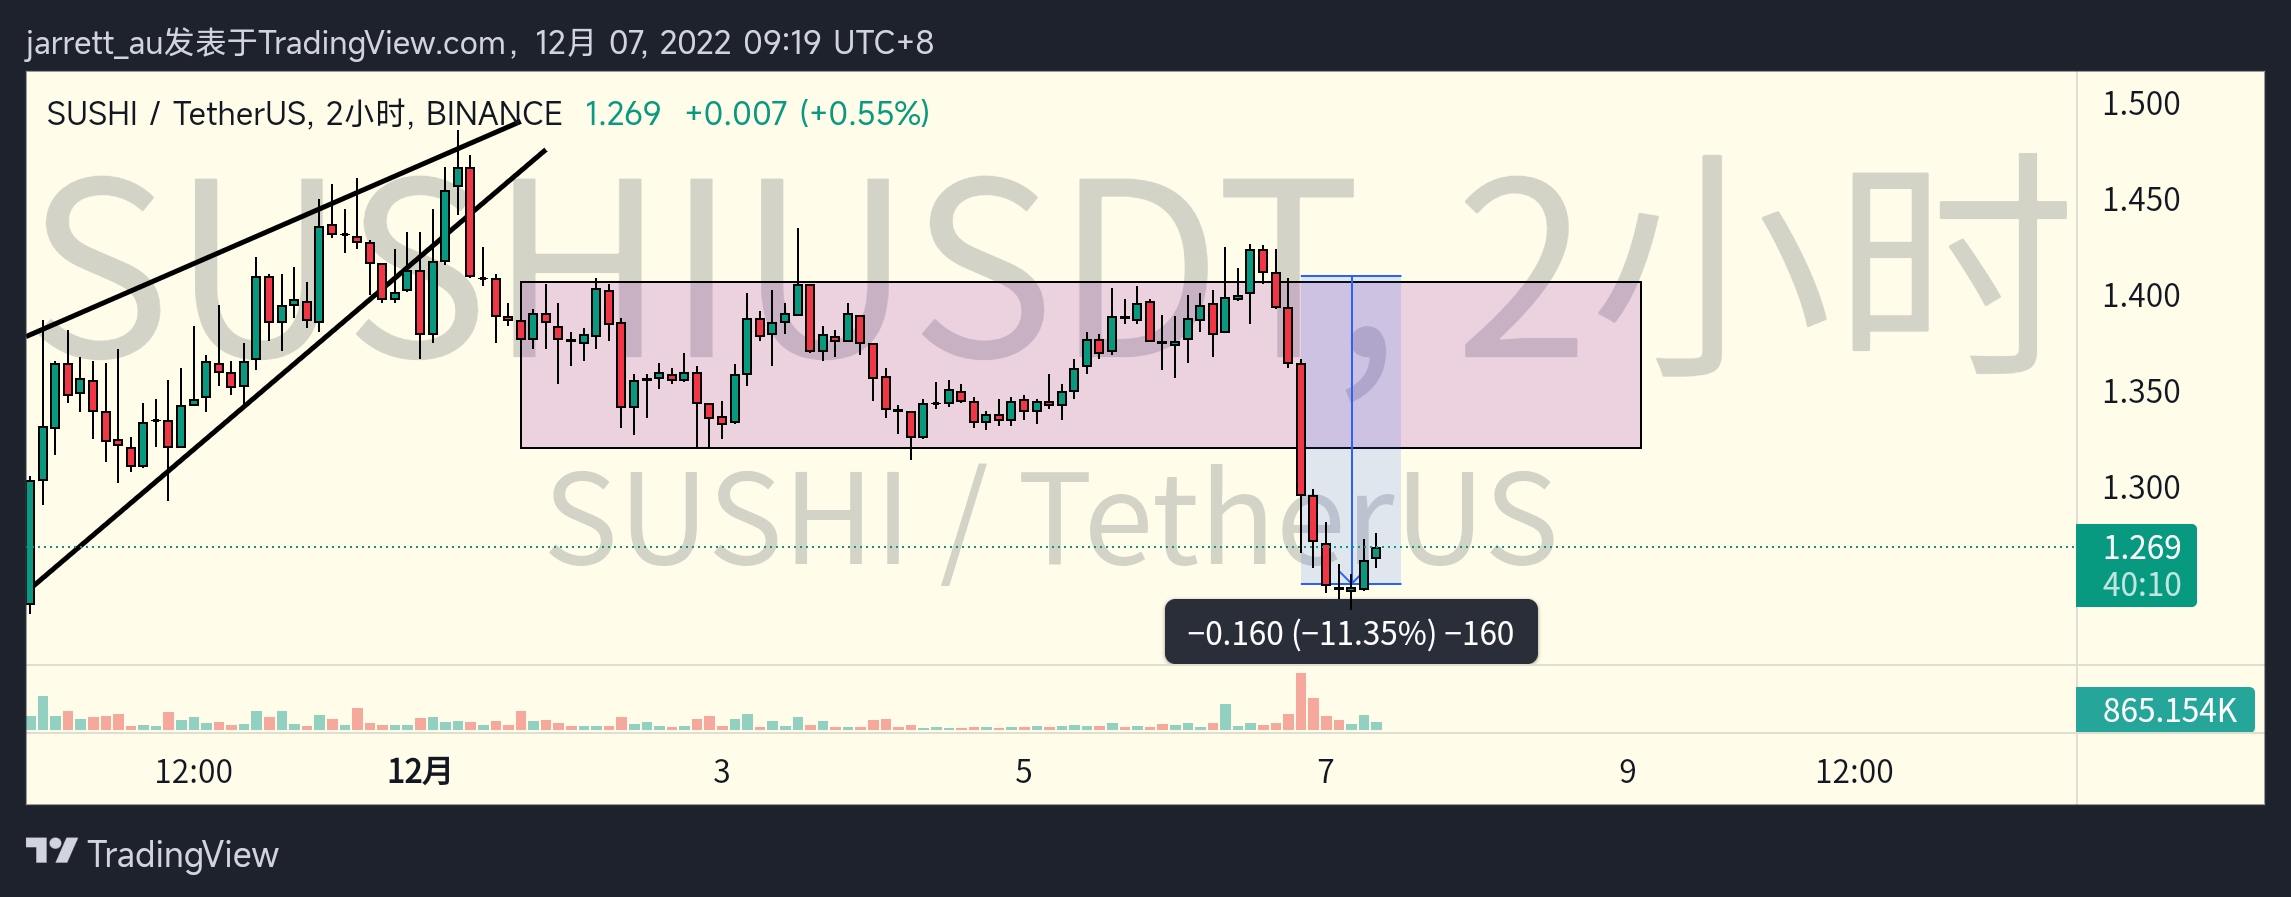 jarrett_au发表于TradingView.com, 12月 07, 2022 09:19 UTC+8
SUSHI / TetherUS, 2小时, BINANCE 1.269 +0.007 (+0.55%)
SUSHIUSDT, 2小时
SUSHI / TetherUS
1.500
1.450
1.400
1.350
1.300
1.269
40:10
−0.160 (−11.35%) −160
865.154K
12:00 12月 3 5 7 9 12:00
TradingView